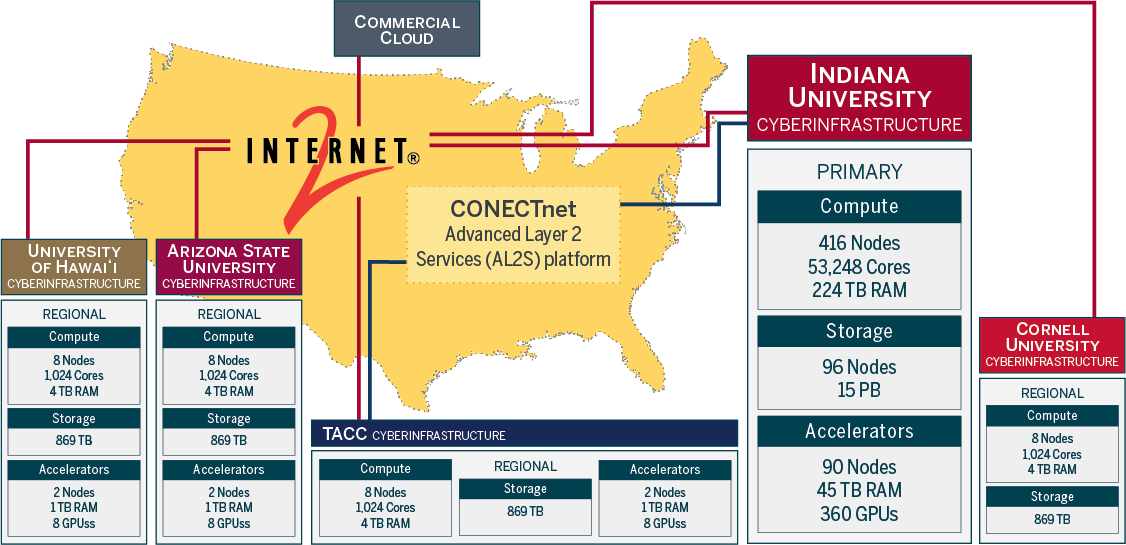 COMMERCIAL
CLOUD
INTERNET®
2
CONECTnet
Advanced Layer 2
Services (AL2S) platform
INDIANA
UNIVERSITY
CYBERINFRASTRUCTURE
PRIMARY
Compute
416 Nodes
53,248 Cores
224 TB RAM
Storage
96 Nodes
15 PB
Accelerators
90 Nodes
45 TB RAM
360 GPUs
UNIVERSITY
OF HAWAIʻI
CYBERINFRASTRUCTURE
REGIONAL
Compute
8 Nodes
1,024 Cores
4 TB RAM
Storage
869 TB
Accelerators
2 Nodes
1 TB RAM
8 GPUss
ARIZONA STATE
UNIVERSITY
CYBERINFRASTRUCTURE
REGIONAL
Compute
8 Nodes
1,024 Cores
4 TB RAM
Storage
869 TB
Accelerators
2 Nodes
1 TB RAM
8 GPUss
TACC CYBERINFRASTRUCTURE
REGIONAL
Compute
8 Nodes
1,024 Cores
4 TB RAM
Storage
869 TB
Accelerators
2 Nodes
1 TB RAM
8 GPUss
CORNELL
UNIVERSITY
CYBERINFRASTRUCTURE
REGIONAL
Compute
8 Nodes
1,024 Cores
4 TB RAM
Storage
869 TB